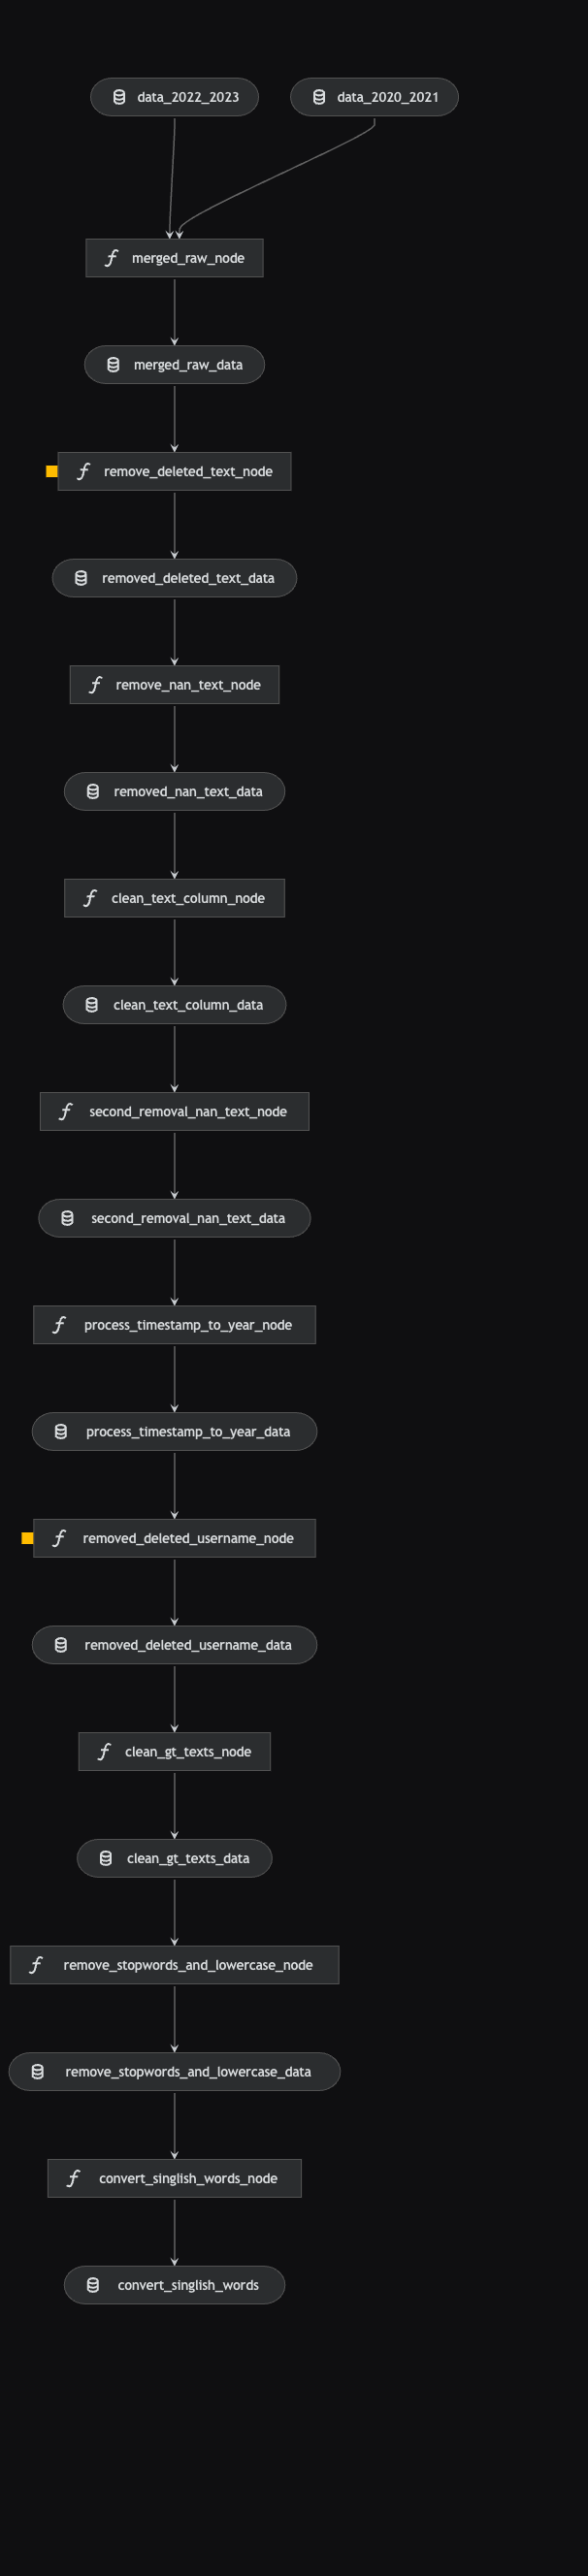 data_2022_2023
data_2020_2021
merged_raw_node
merged_raw_data
remove_deleted_text_node
removed_deleted_text_data
remove_nan_text_node
removed_nan_text_data
clean_text_column_node
clean_text_column_data
second_removal_nan_text_node
second_removal_nan_text_data
process_timestamp_to_year_node
process_timestamp_to_year_data
removed_deleted_username_node
removed_deleted_username_data
clean_gt_texts_node
clean_gt_texts_data
remove_stopwords_and_lowercase_node
remove_stopwords_and_lowercase_data
convert_singlish_words_node
convert_singlish_words